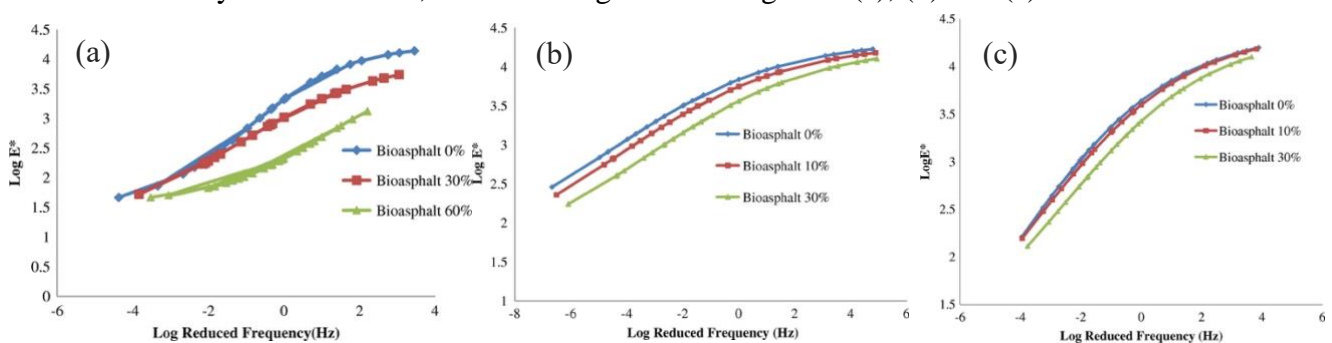 (a)
4.5
4
3.5
3
2.5
2
1.5
1
0.5
0
Log E*
-6
-4
-2
0
2
4
Log Reduced Frequency(Hz)
Bioasphalt 0%
Bioasphalt 30%
Bioasphalt 60%
(b)
4.5
4
3.5
3
2.5
2
1.5
1
Log E*
-8
-6
-4
-2
0
2
4
6
Log Reduced Frequency (Hz)
Bioasphalt 0%
Bioasphalt 10%
Bioasphalt 30%
(c)
4.5
4
3.5
3
2.5
2
1.5
LogE*
-6
-4
-2
0
2
4
6
Log Reduced Frequency (Hz)
Bioasphalt 0%
Bioasphalt 10%
Bioasphalt 30%